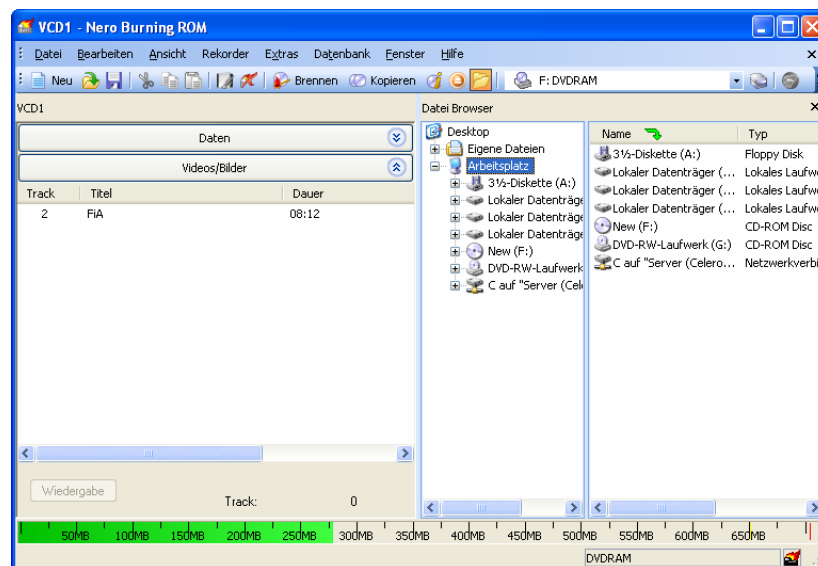 VCD1 - Nero Burning ROM
Datei Bearbeiten Ansicht Rekorder Extras Datenbank Fenster Hilfe
Neu Brennen Kopieren F: DVDRAM
VCD1
Daten
Videos/Bilder
Track Titel Dauer
2 FiA 08:12
Wiedergabe
Track: 0
Datei Browser
Desktop
Eigene Dateien
Arbeitsplatz
3½-Diskette (A:)
Lokaler Datenträge
Lokaler Datenträge
Lokaler Datenträge
New (F:)
DVD-RW-Laufwerk
C auf "Server (Cel
Name Typ
3½-Diskette (A:) Floppy Disk
Lokaler Datenträger (... Lokales Laufw
Lokaler Datenträger (... Lokales Laufw
Lokaler Datenträger (... Lokales Laufw
New (F:) CD-ROM Disc
DVD-RW-Laufwerk (G:) CD-ROM Disc
C auf "Server (Celero... Netzwerkverbi
50MB 100MB 150MB 200MB 250MB 300MB 350MB 400MB 450MB 500MB 550MB 600MB 650MB
DVDRAM